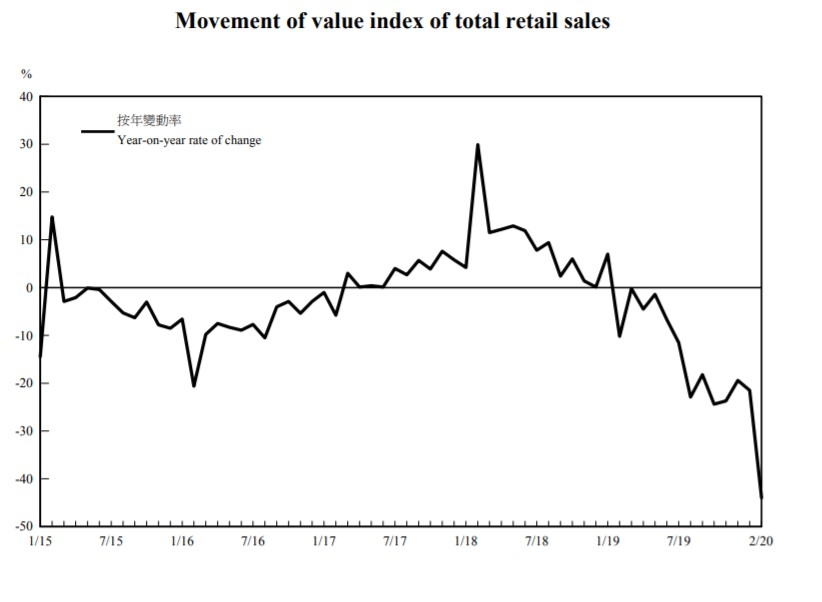 Movement of value index of total retail sales
%
40
按年變動率
Year-on-year rate of change
30
20
10
0
-10
-20
-30
-40
-50
1/15 7/15 1/16 7/16 1/17 7/17 1/18 7/18 1/19 7/19 2/20